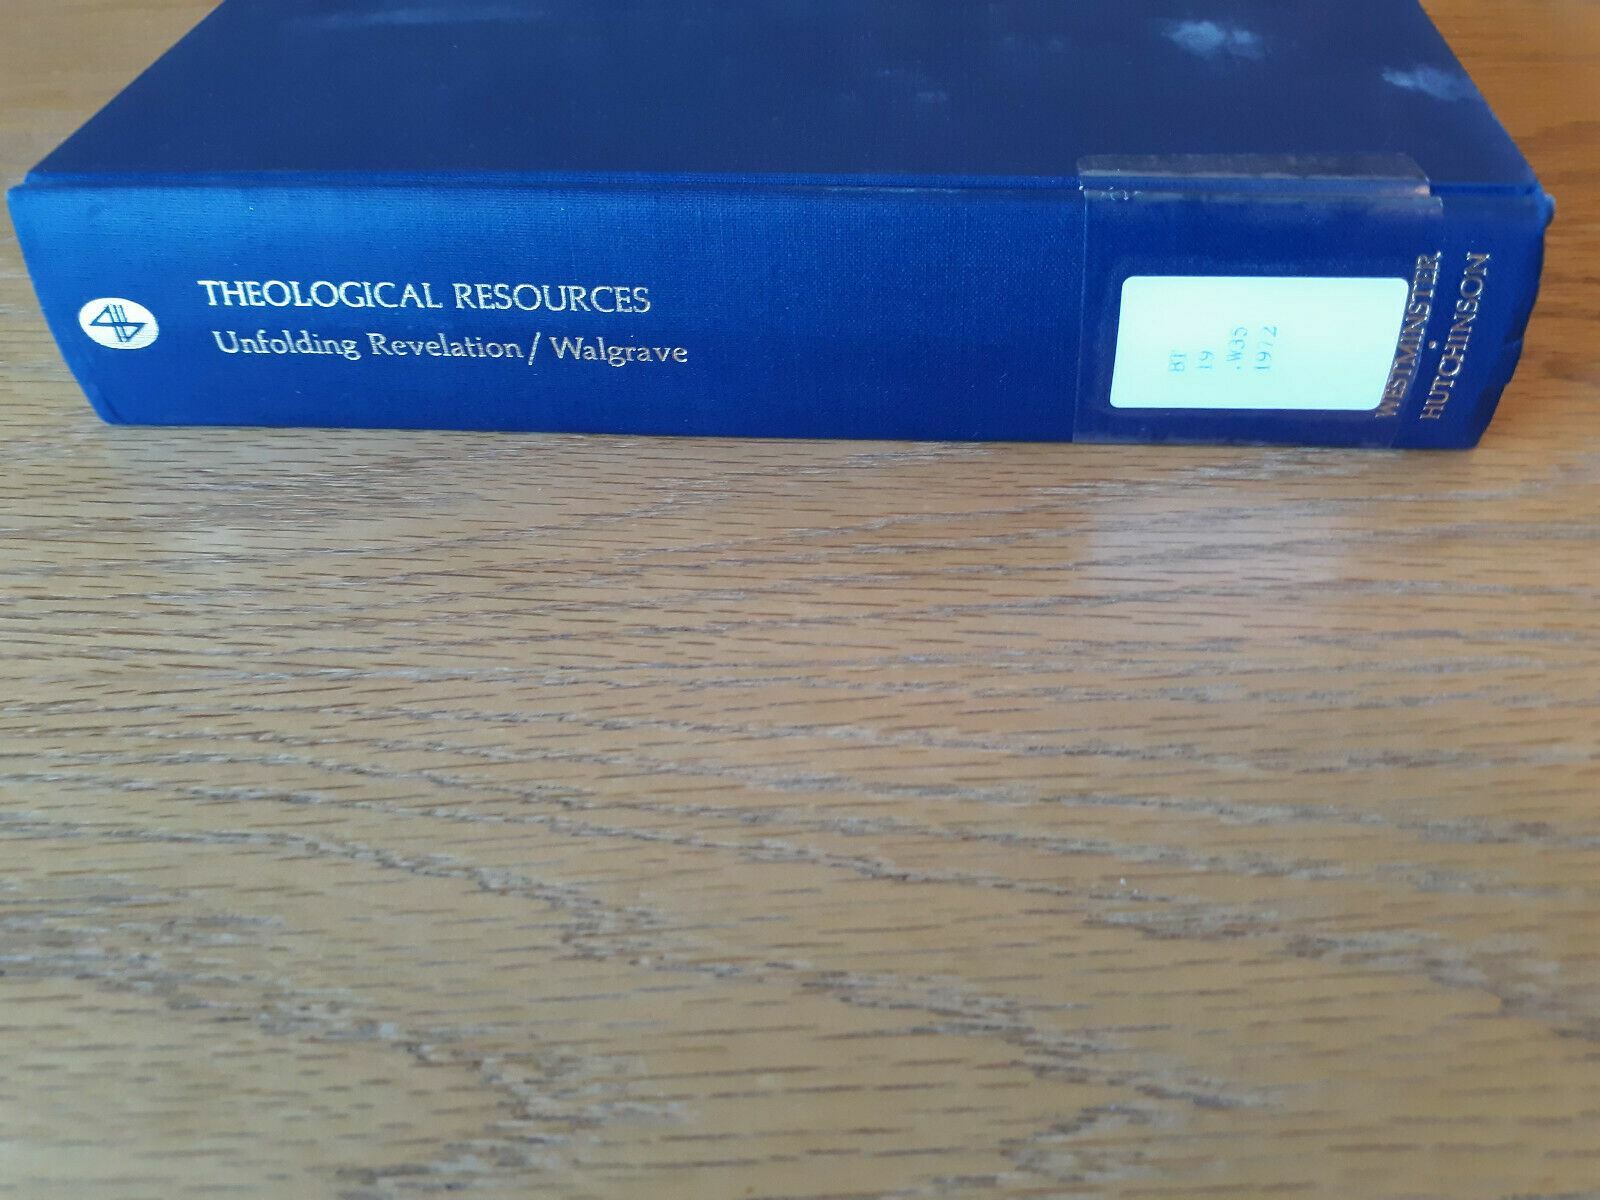 THEOLOGICAL RESOURCES
Unfolding Revelation / Walgrave
BT
19
.W35
1972
WESTMINSTER
•
HUTCHINSON